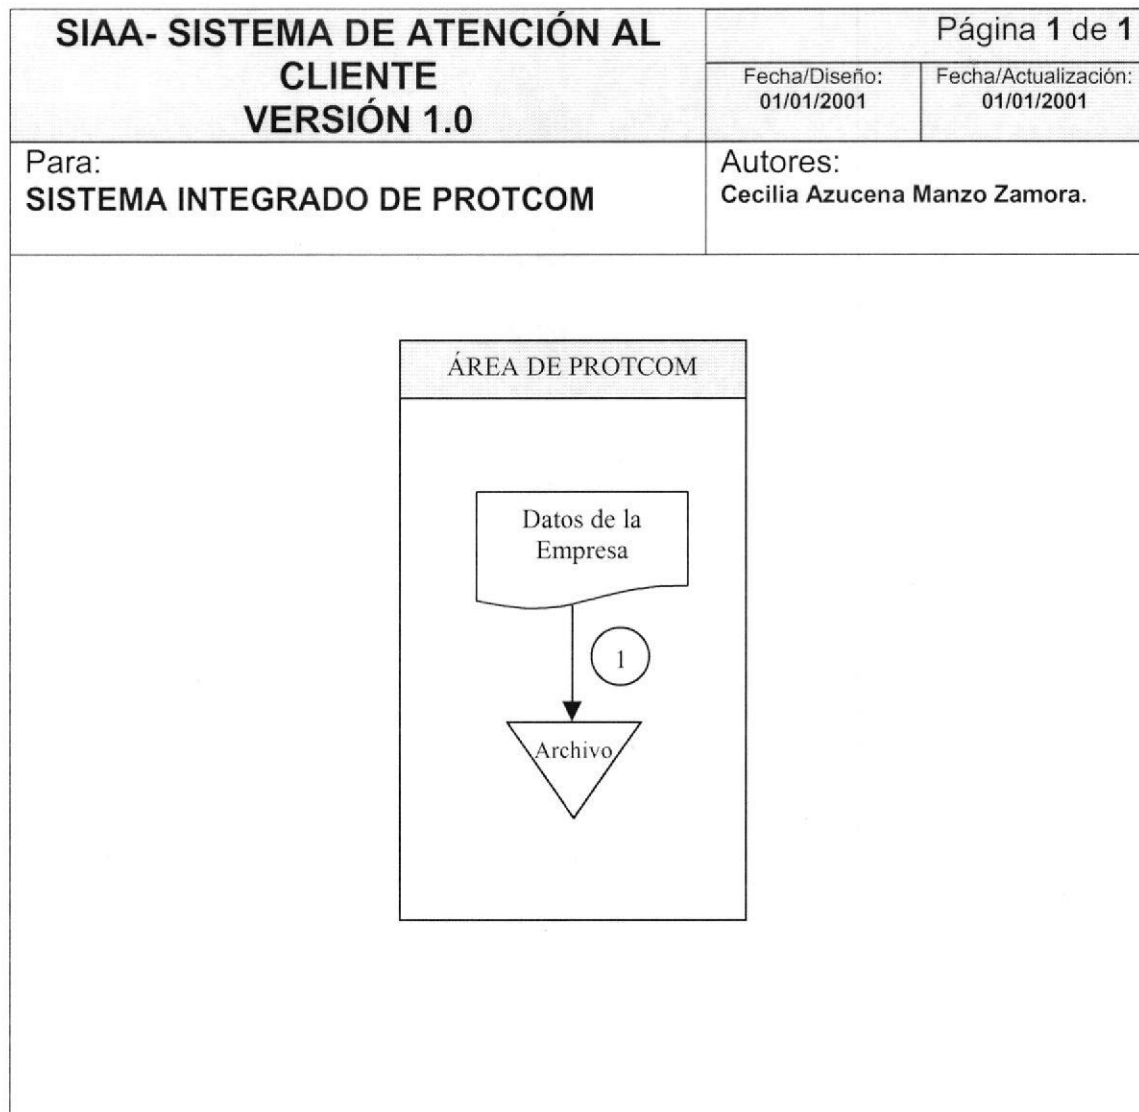 SIAA- SISTEMA DE ATENCIÓN AL
CLIENTE
VERSIÓN 1.0
Página 1 de 1
Fecha/Diseño:
01/01/2001
Fecha/Actualización:
01/01/2001
Para:
SISTEMA INTEGRADO DE PROTCOM
Autores:
Cecilia Azucena Manzo Zamora.
ÁREA DE PROTCOM
Datos de la
Empresa
1
Archivo